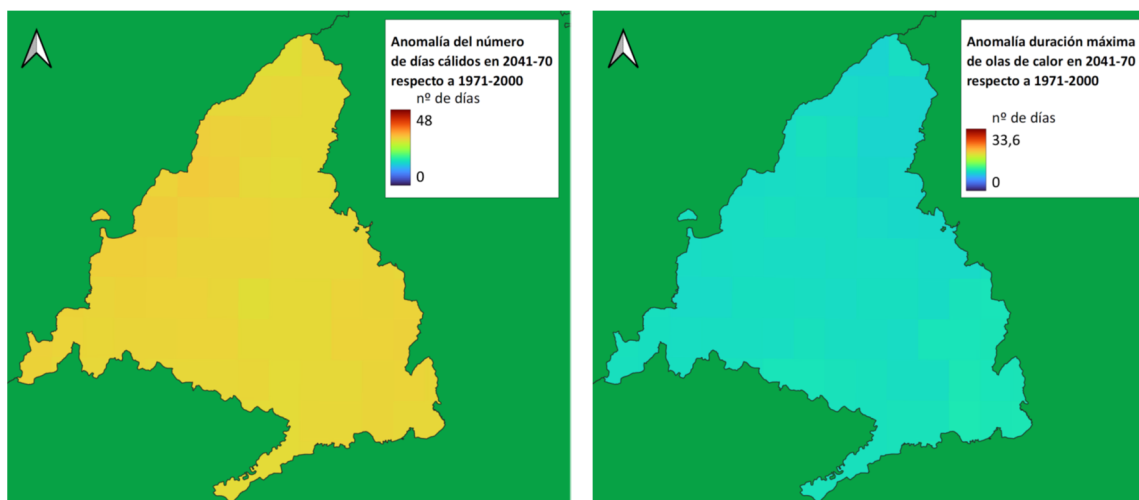 Anomalía del número
de días cálidos en 2041-70
respecto a 1971-2000
nº de días
48
0
Anomalía duración máxima
de olas de calor en 2041-70
respecto a 1971-2000
nº de días
33,6
0